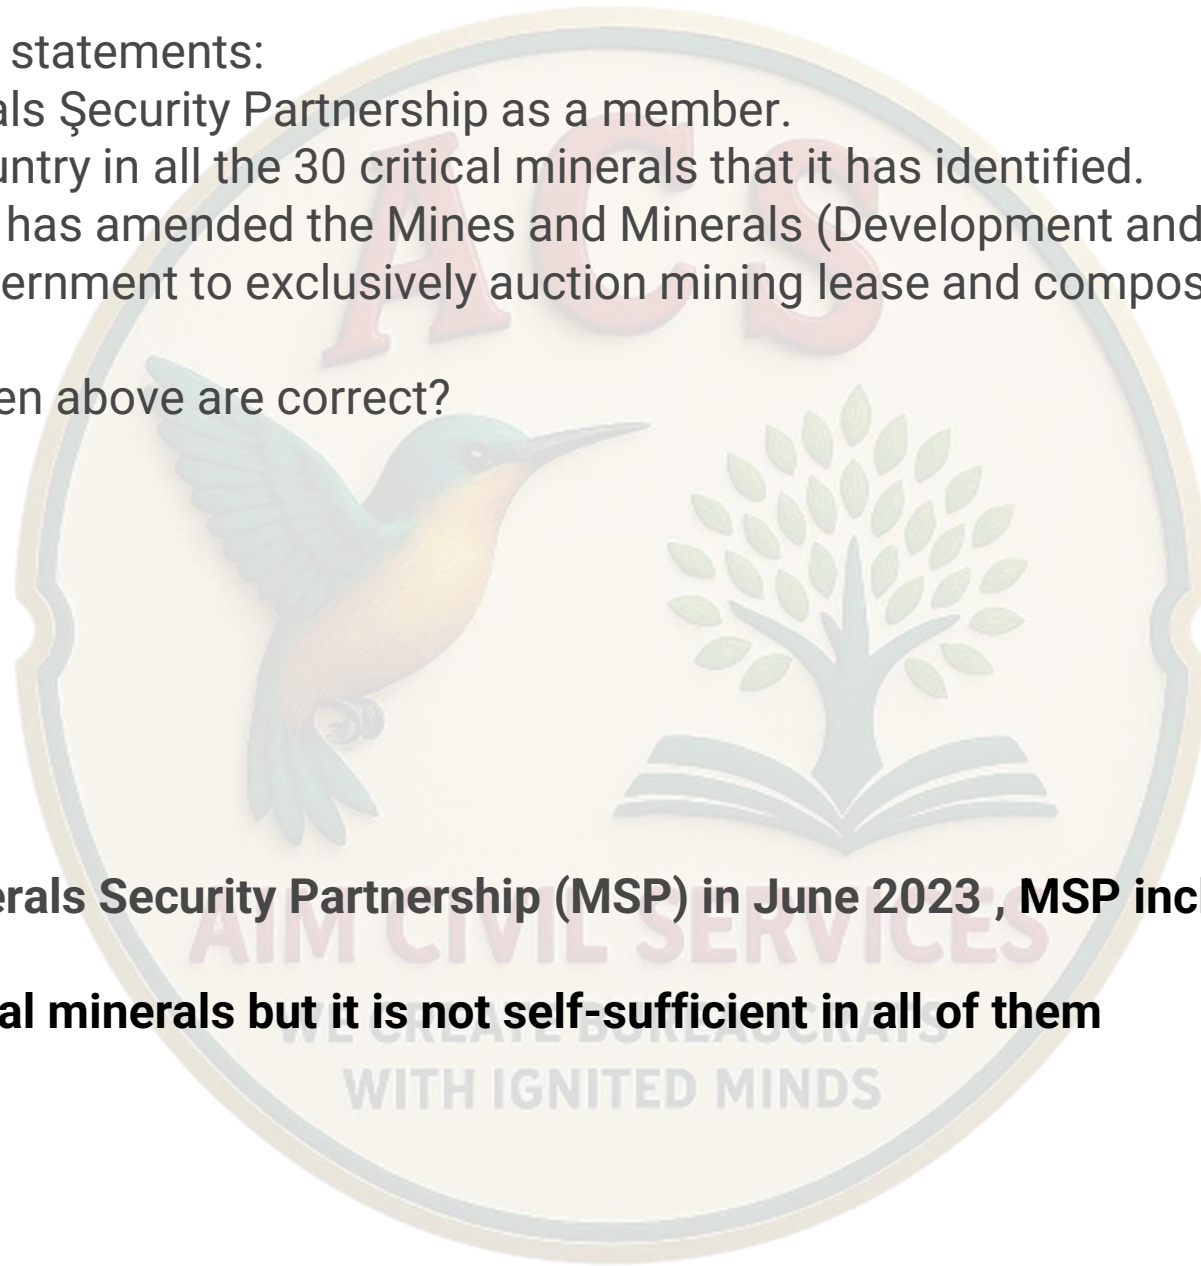 statements:
als Şecurity Partnership as a member.
untry in all the 30 critical minerals that it has identified.
has amended the Mines and Minerals (Development and
ernment to exclusively auction mining lease and compos
en above are correct?
ACS
erals Security Partnership (MSP) in June 2023 , MSP incl
AIM CIVIL SERVICES
al minerals but it is not self-sufficient in all of them
WE CREATE BUREAUCRATS
WITH IGNITED MINDS